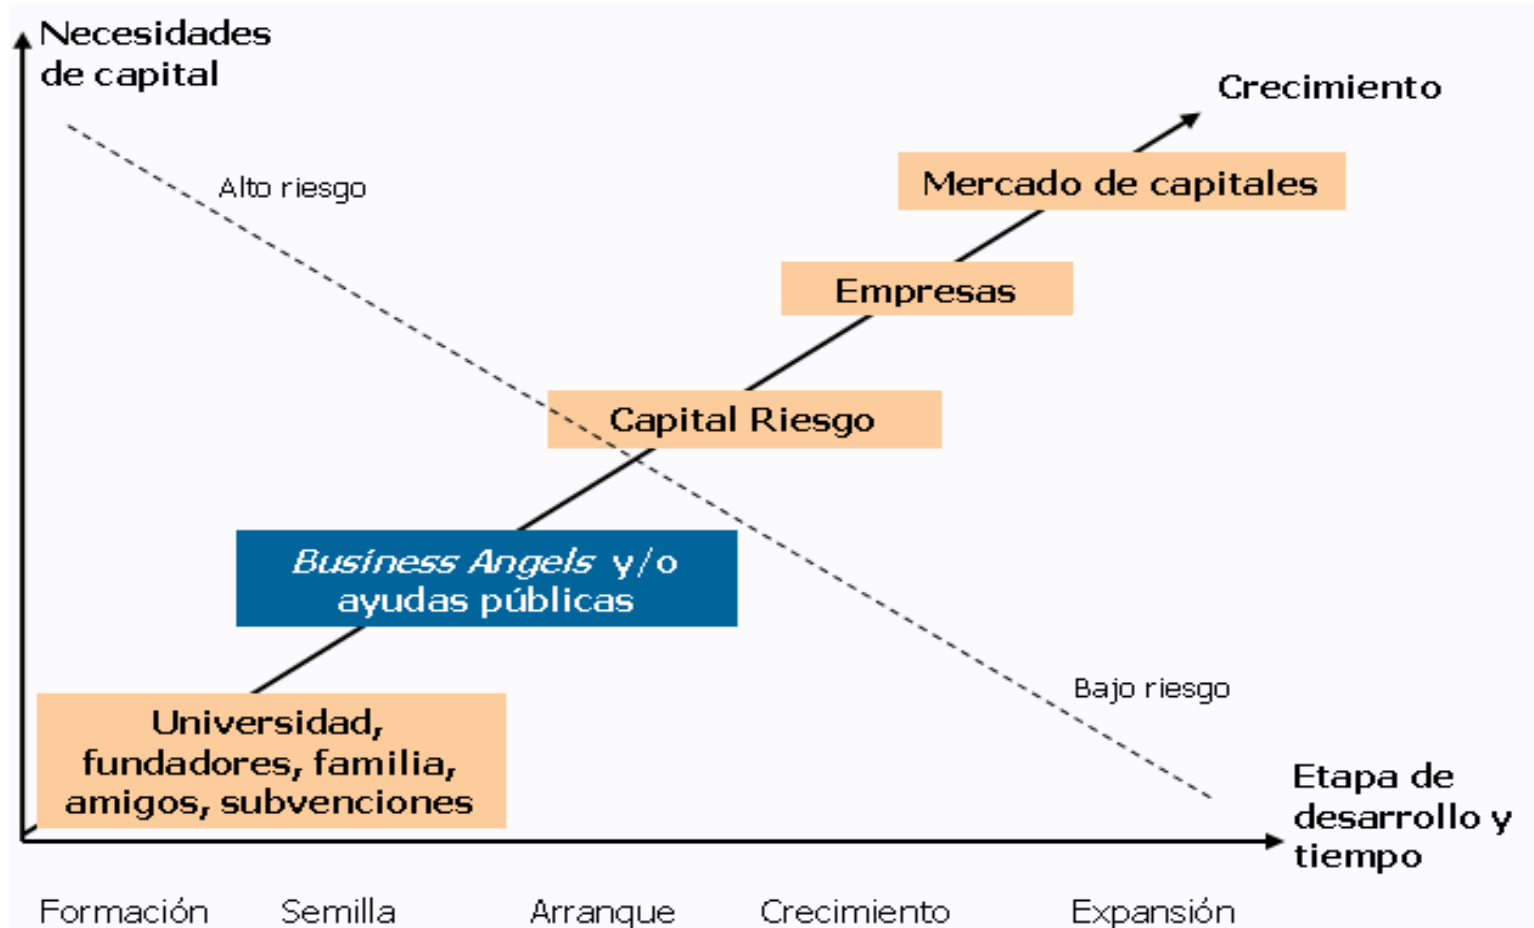 Necesidades
de capital
Crecimiento
Mercado de capitales
Alto riesgo
Empresas
Capital Riesgo
Business Angels y/o
ayudas públicas
Bajo riesgo
Universidad,
fundadores, familia,
amigos, subvenciones
Etapa de
desarrollo y
tiempo
Formación Semilla Arranque Crecimiento Expansión